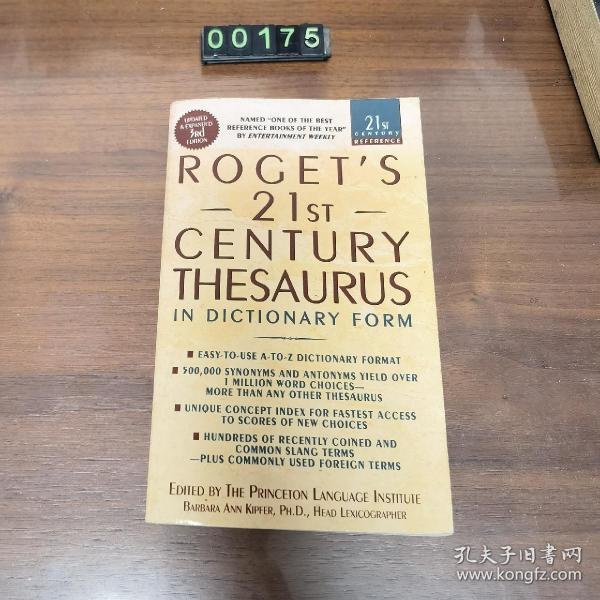 00175
UPDATED
& EXPANDED
3rd
EDITION
NAMED "ONE OF THE BEST
REFERENCE BOOKS OF THE YEAR"
BY ENTERTAINMENT WEEKLY
21ST
CENTURY
REFERENCE
ROGET'S
— 21ST —
CENTURY
THESAURUS
IN DICTIONARY FORM
■ EASY-TO-USE A-TO-Z DICTIONARY FORMAT
■ 500,000 SYNONYMS AND ANTONYMS YIELD OVER
1 MILLION WORD CHOICES—
MORE THAN ANY OTHER THESAURUS
■ UNIQUE CONCEPT INDEX FOR FASTEST ACCESS
TO SCORES OF NEW CHOICES
■ HUNDREDS OF RECENTLY COINED AND
COMMON SLANG TERMS
—PLUS COMMONLY USED FOREIGN TERMS
EDITED BY THE PRINCETON LANGUAGE INSTITUTE
BARBARA ANN KIPFER, PH.D., HEAD LEXICOGRAPHER
孔夫子旧书网
www.kongfz.com